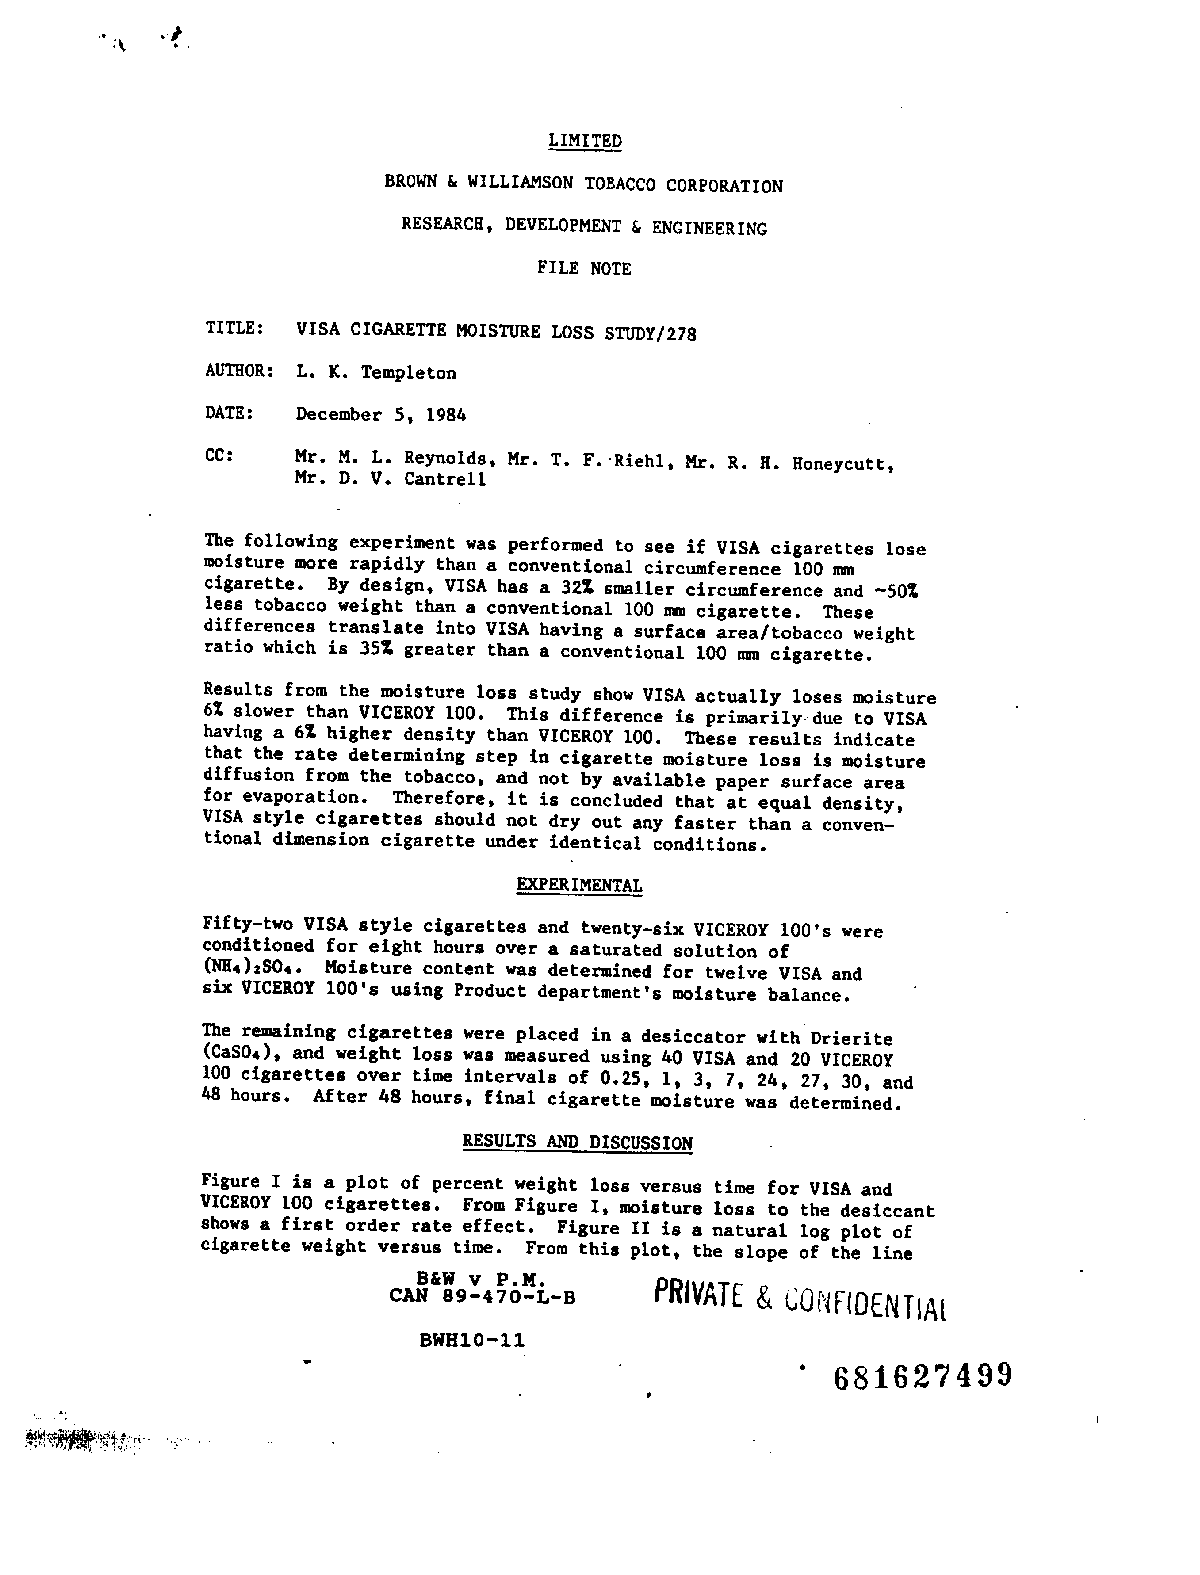 LIMITED
BROWN & WILLIAMSON TOBACCO CORPORATION
RESEARCH, DEVELOPMENT & ENGINEERING
FILE NOTE
TITLE: VISA CIGARETTE MOISTURE LOSS STUDY/278
AUTHOR: L. K. Templeton
DATE: December 5, 1984
CC: Mr. M. L. Reynolds, Mr. T. F. Riehl, Mr. R. H. Honeycutt,
Mr. D. V. Cantrell
The following experiment was performed to see if VISA cigarettes lose
moisture more rapidly than a conventional circumference 100 mm
cigarette. By design, VISA has a 32% smaller circumference and ~50%
less tobacco weight than a conventional 100 mm cigarette. These
differences translate into VISA having a surface area/tobacco weight
ratio which is 35% greater than a conventional 100 mm cigarette.
Results from the moisture loss study show VISA actually loses moisture
6% slower than VICEROY 100. This difference is primarily due to VISA
having a 6% higher density than VICEROY 100. These results indicate
that the rate determining step in cigarette moisture loss is moisture
diffusion from the tobacco, and not by available paper surface area
for evaporation. Therefore, it is concluded that at equal density,
VISA style cigarettes should not dry out any faster than a conven-
tional dimension cigarette under identical conditions.
EXPERIMENTAL
Fifty-two VISA style cigarettes and twenty-six VICEROY 100's were
conditioned for eight hours over a saturated solution of
(NH₄)₂SO₄. Moisture content was determined for twelve VISA and
six VICEROY 100's using Product department's moisture balance.
The remaining cigarettes were placed in a desiccator with Drierite
(CaSO₄), and weight loss was measured using 40 VISA and 20 VICEROY
100 cigarettes over time intervals of 0.25, 1, 3, 7, 24, 27, 30, and
48 hours. After 48 hours, final cigarette moisture was determined.
RESULTS AND DISCUSSION
Figure I is a plot of percent weight loss versus time for VISA and
VICEROY 100 cigarettes. From Figure I, moisture loss to the desiccant
shows a first order rate effect. Figure II is a natural log plot of
cigarette weight versus time. From this plot, the slope of the line
B&W v P.M.
CAN 89-470-L-B
PRIVATE & CONFIDENTIAL
BWH10-11
681627499